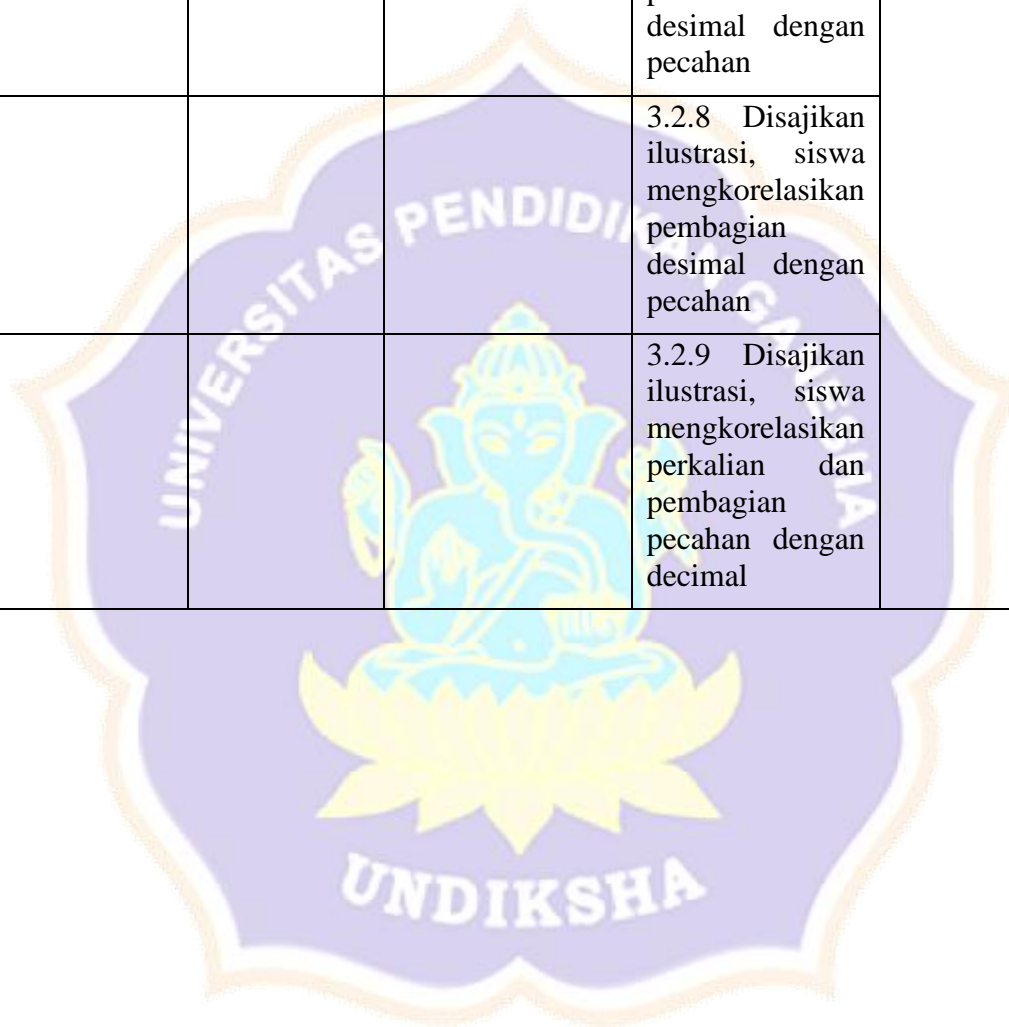 desimal dengan
pecahan
3.2.8 Disajikan
ilustrasi, siswa
mengkorelasikan
pembagian
desimal dengan
pecahan
3.2.9 Disajikan
ilustrasi, siswa
mengkorelasikan
perkalian dan
pembagian
pecahan dengan
decimal
UNIVERSITAS PENDIDIKAN GANESHA
UNDIKSHA